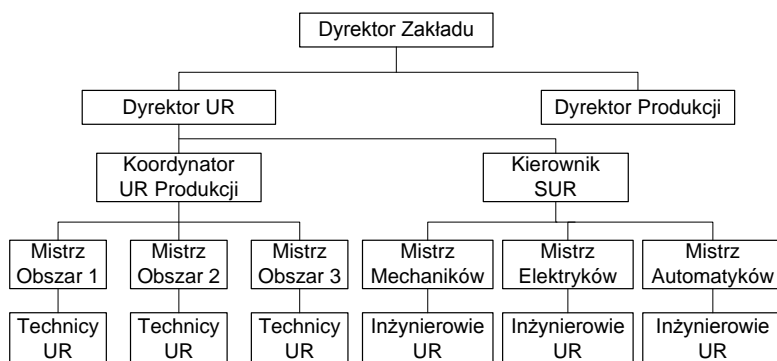 Dyrektor Zakładu
Dyrektor UR
Dyrektor Produkcji
Koordynator
UR Produkcji
Kierownik
SUR
Mistrz
Obszar 1
Mistrz
Obszar 2
Mistrz
Obszar 3
Mistrz
Mechaników
Mistrz
Elektryków
Mistrz
Automatyków
Technicy
UR
Technicy
UR
Technicy
UR
Inżynierowie
UR
Inżynierowie
UR
Inżynierowie
UR